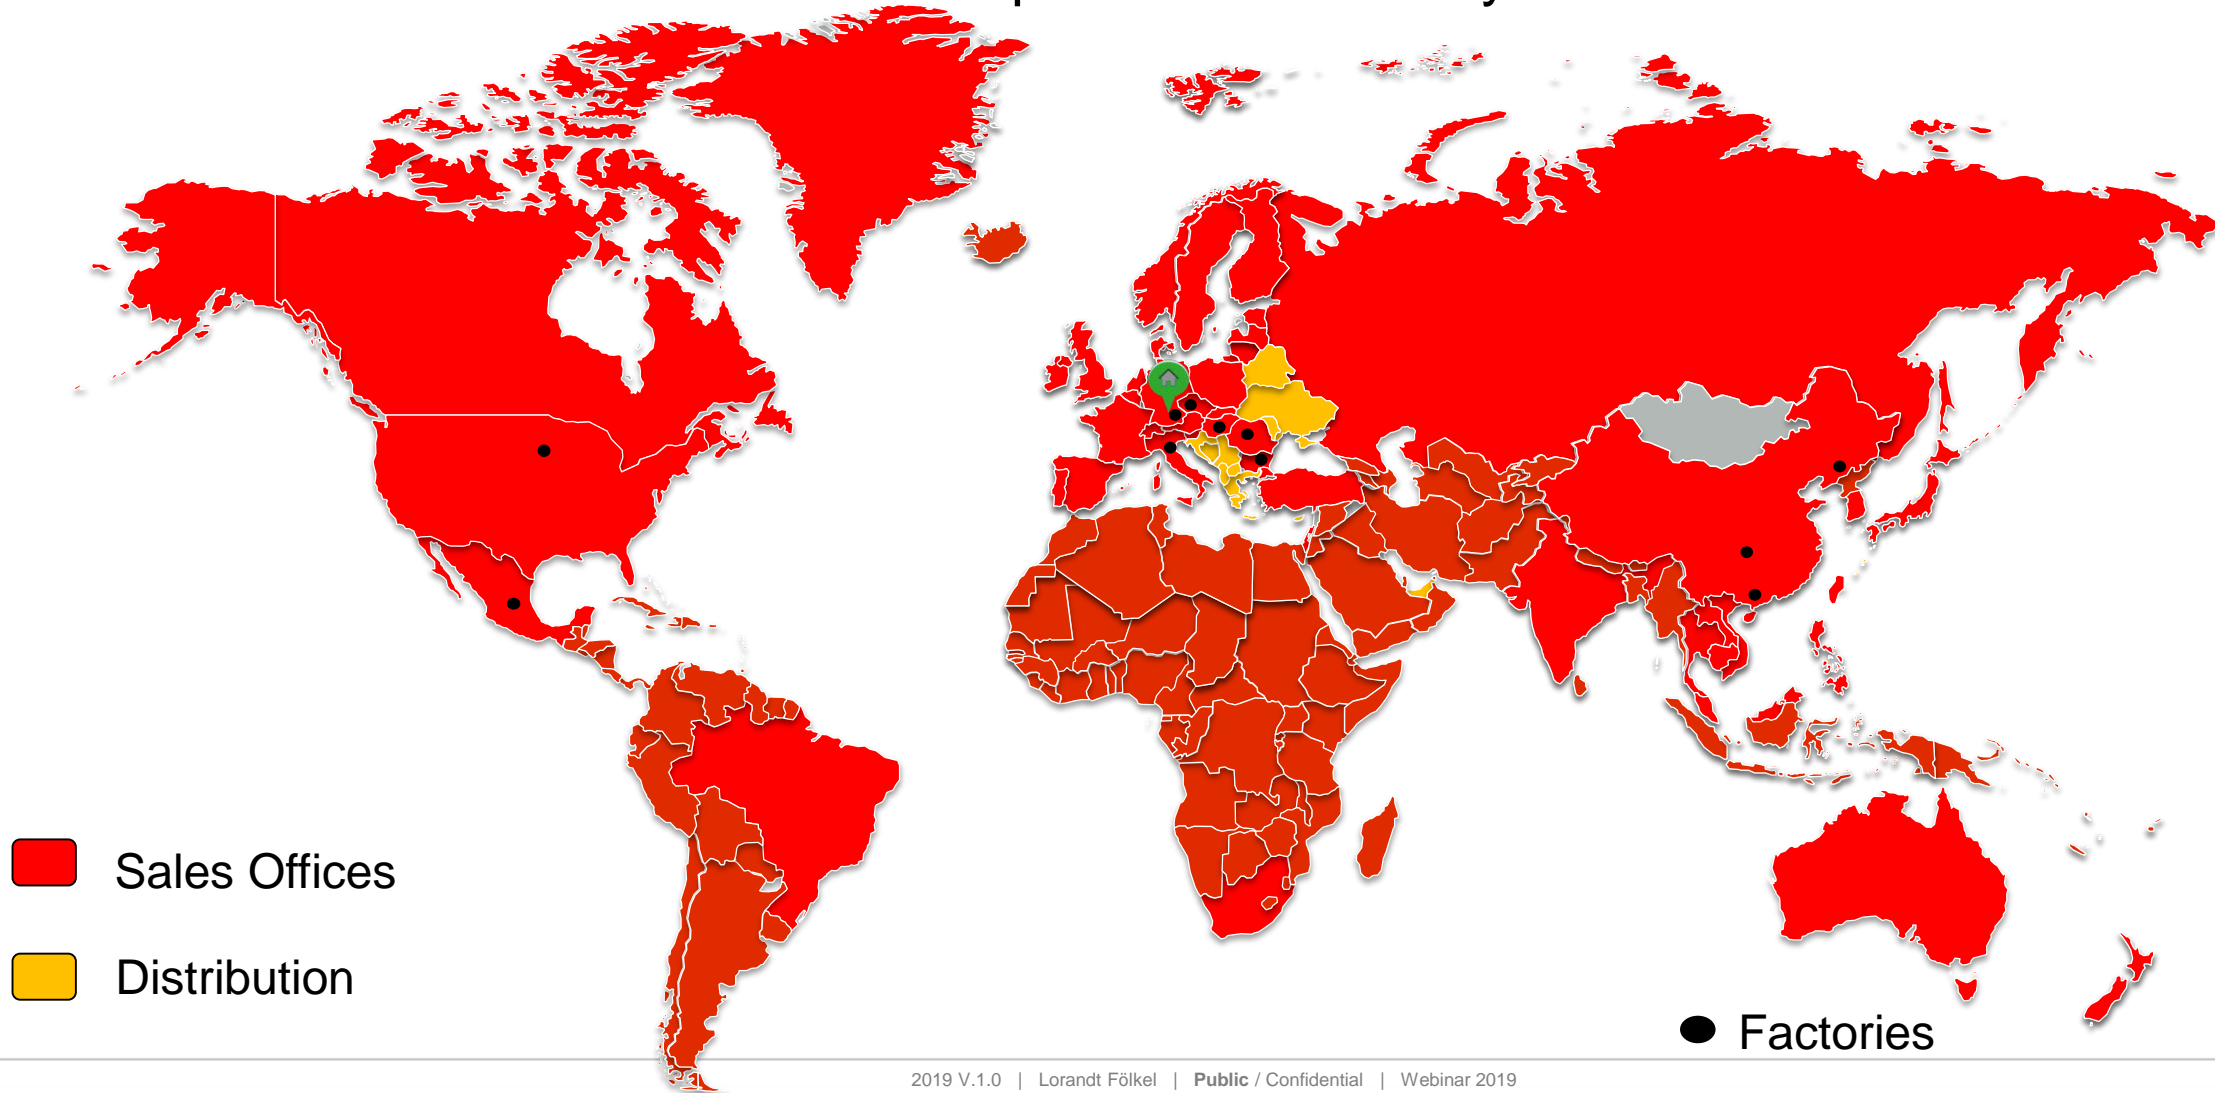 Sales Offices
Distribution
Factories
2019 V.1.0 | Lorandt Fölkel | Public / Confidential | Webinar 2019